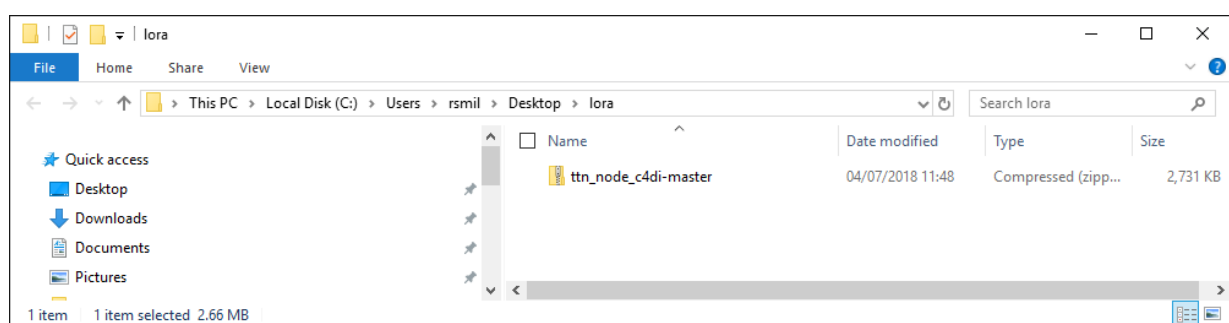 lora
File Home Share View
This PC > Local Disk (C:) > Users > rsmil > Desktop > lora Search lora
Name Date modified Type Size
Quick access
ttn_node_c4di-master 04/07/2018 11:48 Compressed (zipp... 2,731 KB
Desktop
Downloads
Documents
Pictures
1 item 1 item selected 2.66 MB